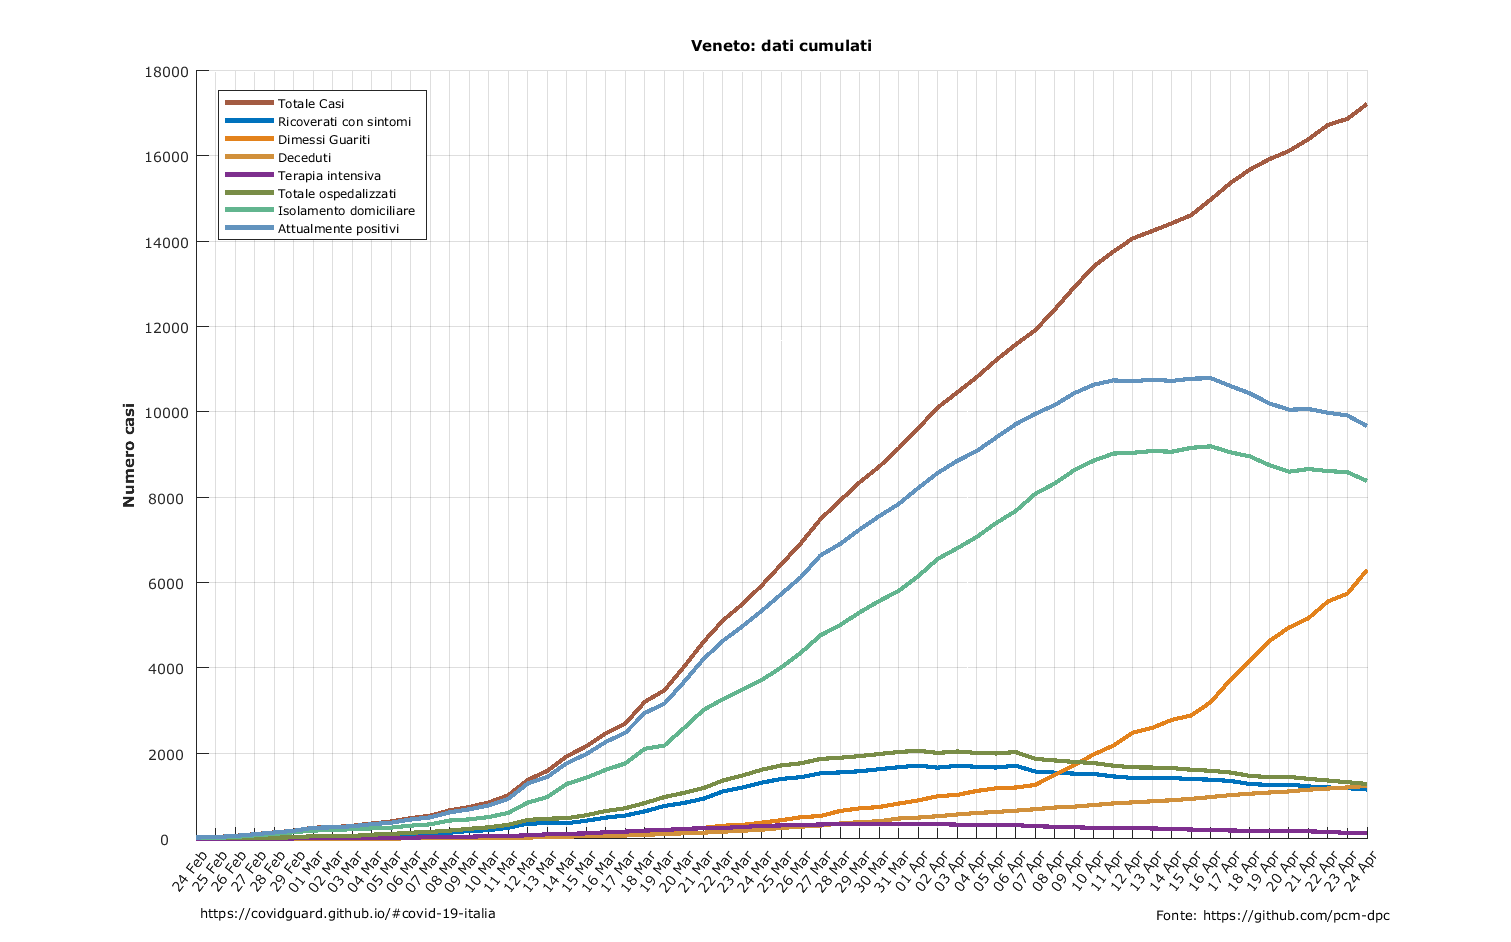 Veneto: dati cumulati
18000
16000
14000
12000
10000
8000
6000
4000
2000
0
Numero casi
Totale Casi
Ricoverati con sintomi
Dimessi Guariti
Deceduti
Terapia intensiva
Totale ospedalizzati
Isolamento domiciliare
Attualmente positivi
24 Feb
25 Feb
26 Feb
27 Feb
28 Feb
29 Feb
01 Mar
02 Mar
03 Mar
04 Mar
05 Mar
06 Mar
07 Mar
08 Mar
09 Mar
10 Mar
11 Mar
12 Mar
13 Mar
14 Mar
15 Mar
16 Mar
17 Mar
18 Mar
19 Mar
20 Mar
21 Mar
22 Mar
23 Mar
24 Mar
25 Mar
26 Mar
27 Mar
28 Mar
29 Mar
30 Mar
31 Mar
01 Apr
02 Apr
03 Apr
04 Apr
05 Apr
06 Apr
07 Apr
08 Apr
09 Apr
10 Apr
11 Apr
12 Apr
13 Apr
14 Apr
15 Apr
16 Apr
17 Apr
18 Apr
19 Apr
20 Apr
21 Apr
22 Apr
23 Apr
24 Apr
https://covidguard.github.io/#covid-19-italia
Fonte: https://github.com/pcm-dpc